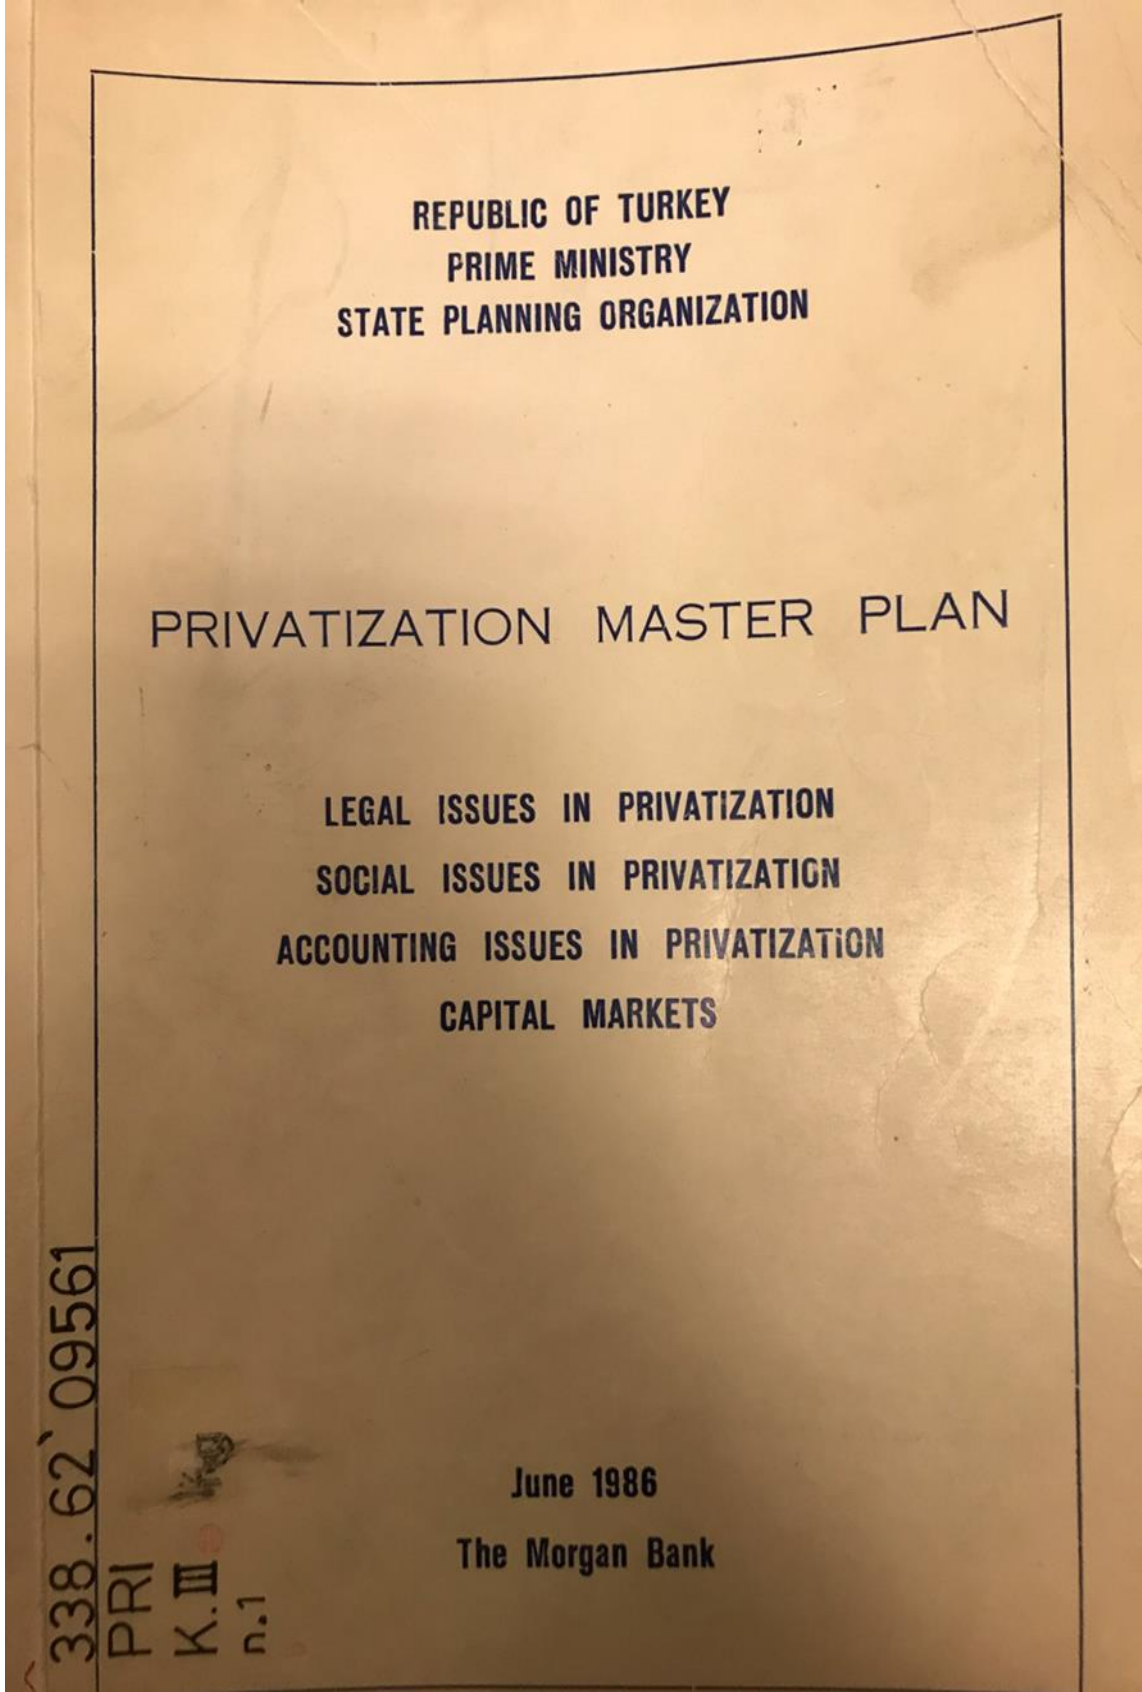 REPUBLIC OF TURKEY
PRIME MINISTRY
STATE PLANNING ORGANIZATION
PRIVATIZATION MASTER PLAN
LEGAL ISSUES IN PRIVATIZATION
SOCIAL ISSUES IN PRIVATIZATION
ACCOUNTING ISSUES IN PRIVATIZATION
CAPITAL MARKETS
June 1986
The Morgan Bank
338.62`09561
PRI
K.III
n.1